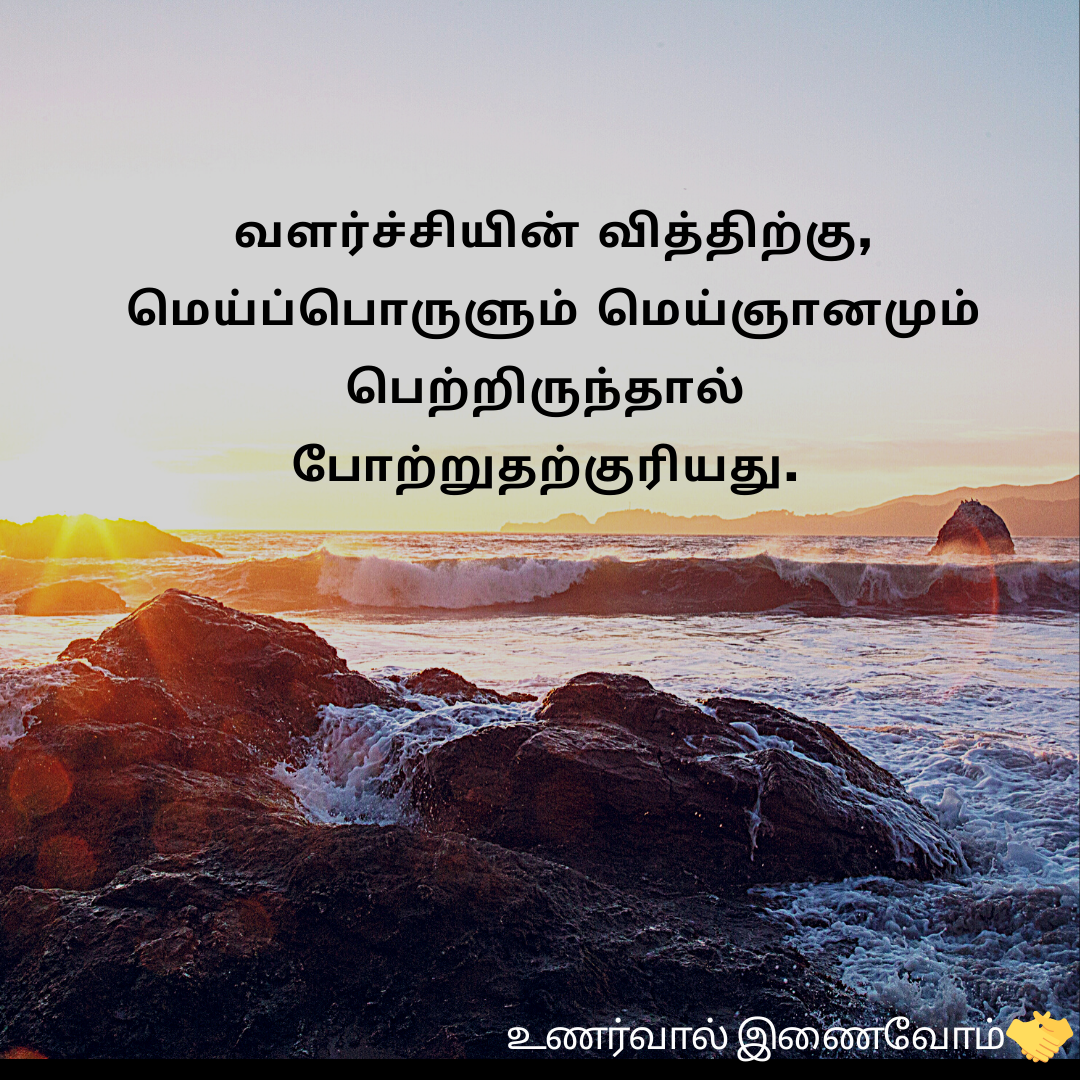 வளர்ச்சியின் வித்திற்கு,
மெய்ப்பொருளும் மெய்ஞானமும்
பெற்றிருந்தால்
போற்றுதற்குரியது.
உணர்வால் இணைவோம்